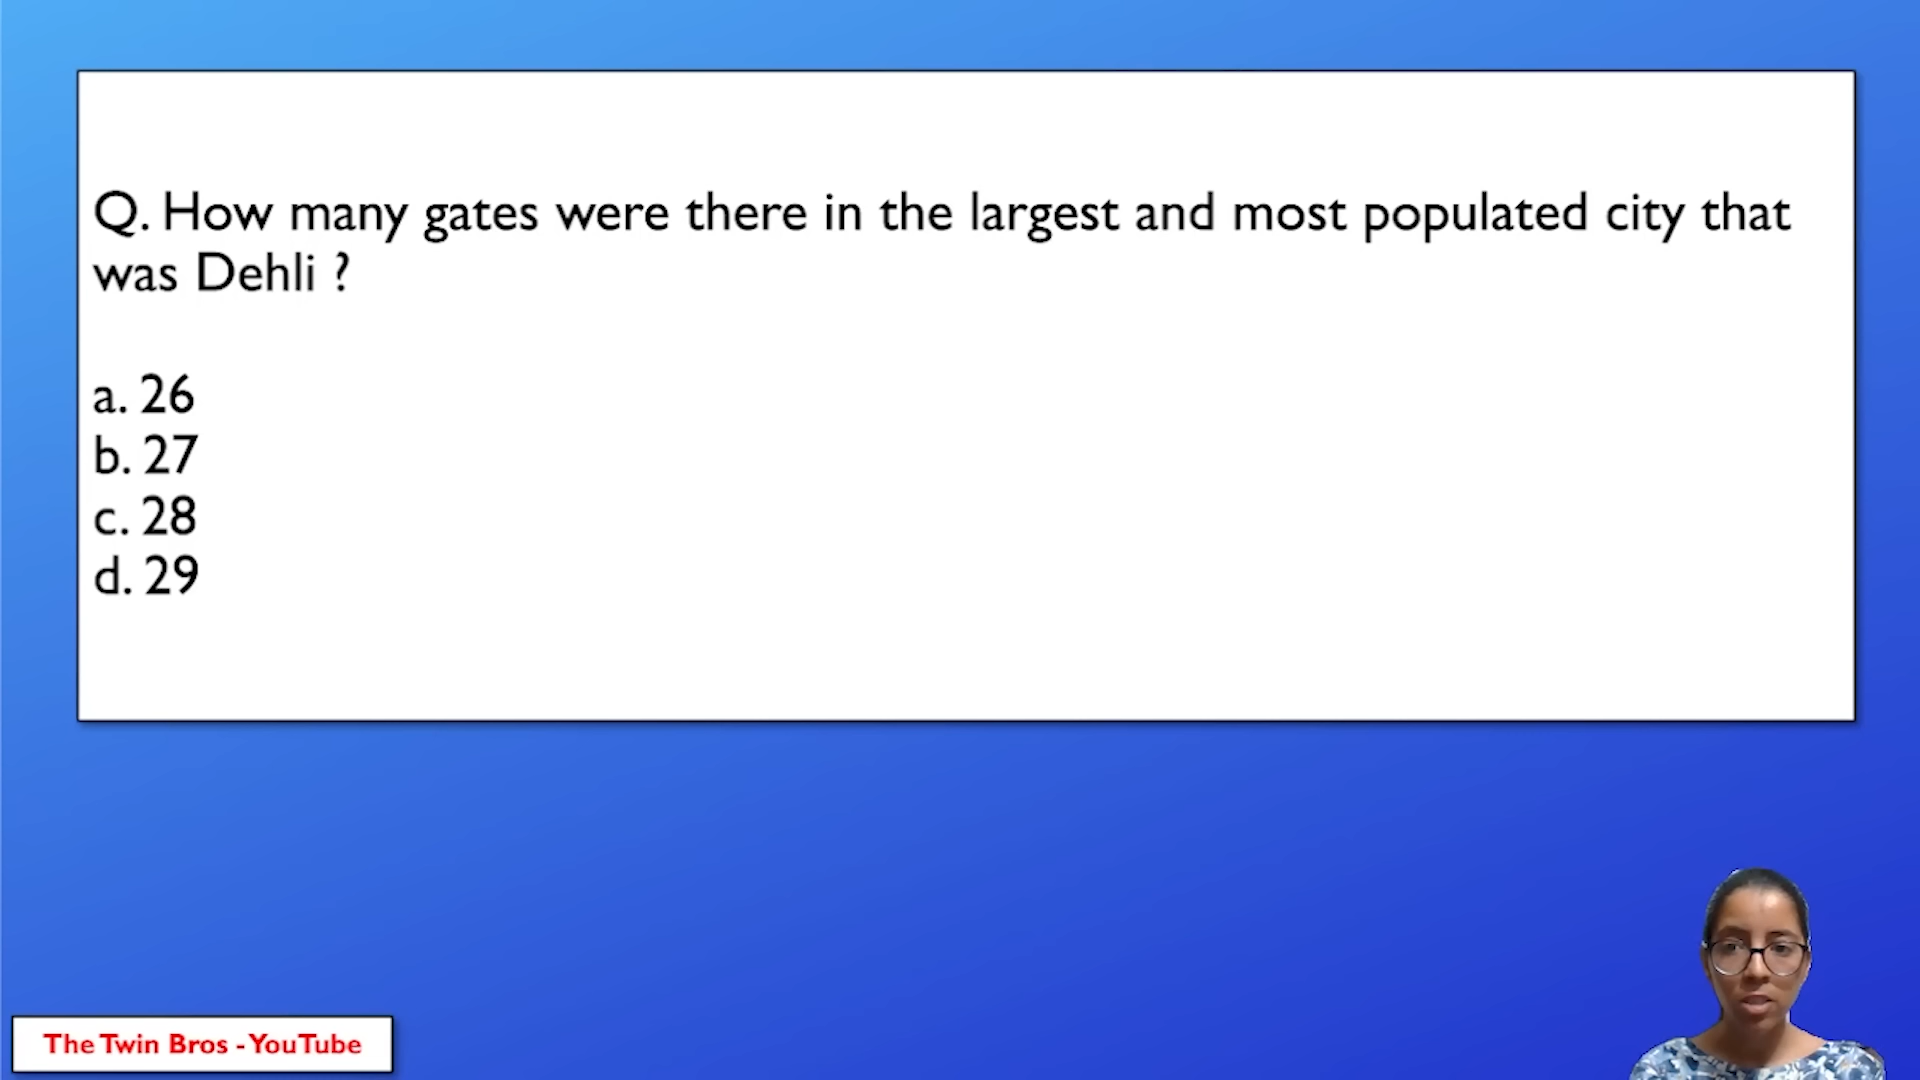 Q. How many gates were there in the largest and most populated city that
was Dehli ?
a. 26
b. 27
c. 28
d. 29
The Twin Bros - YouTube